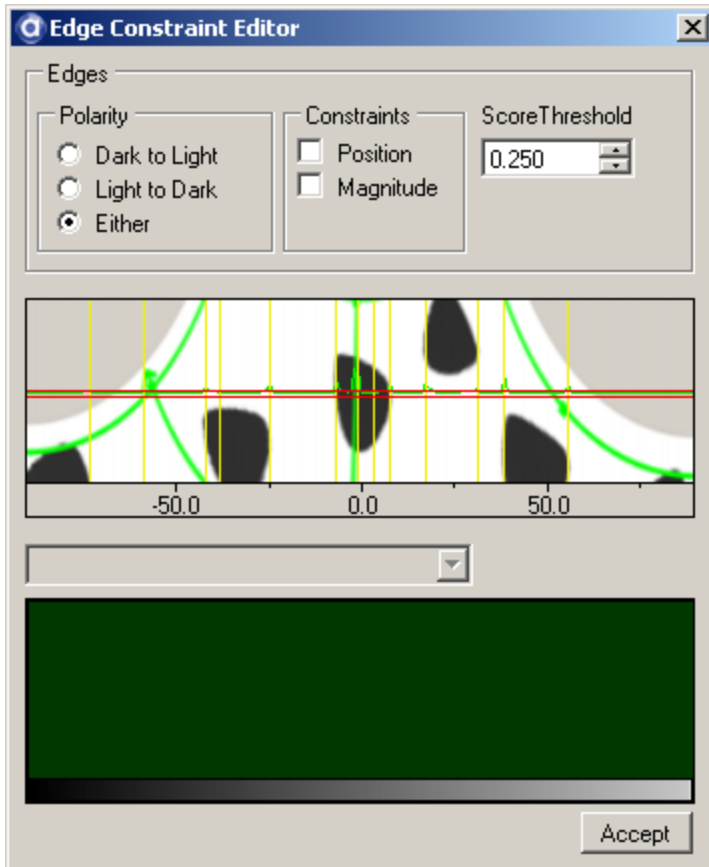 Edge Constraint Editor
Edges
Polarity
Constraints
ScoreThreshold
Dark to Light
Position
0.250
Light to Dark
Magnitude
Either
-50.0
0.0
50.0
Accept